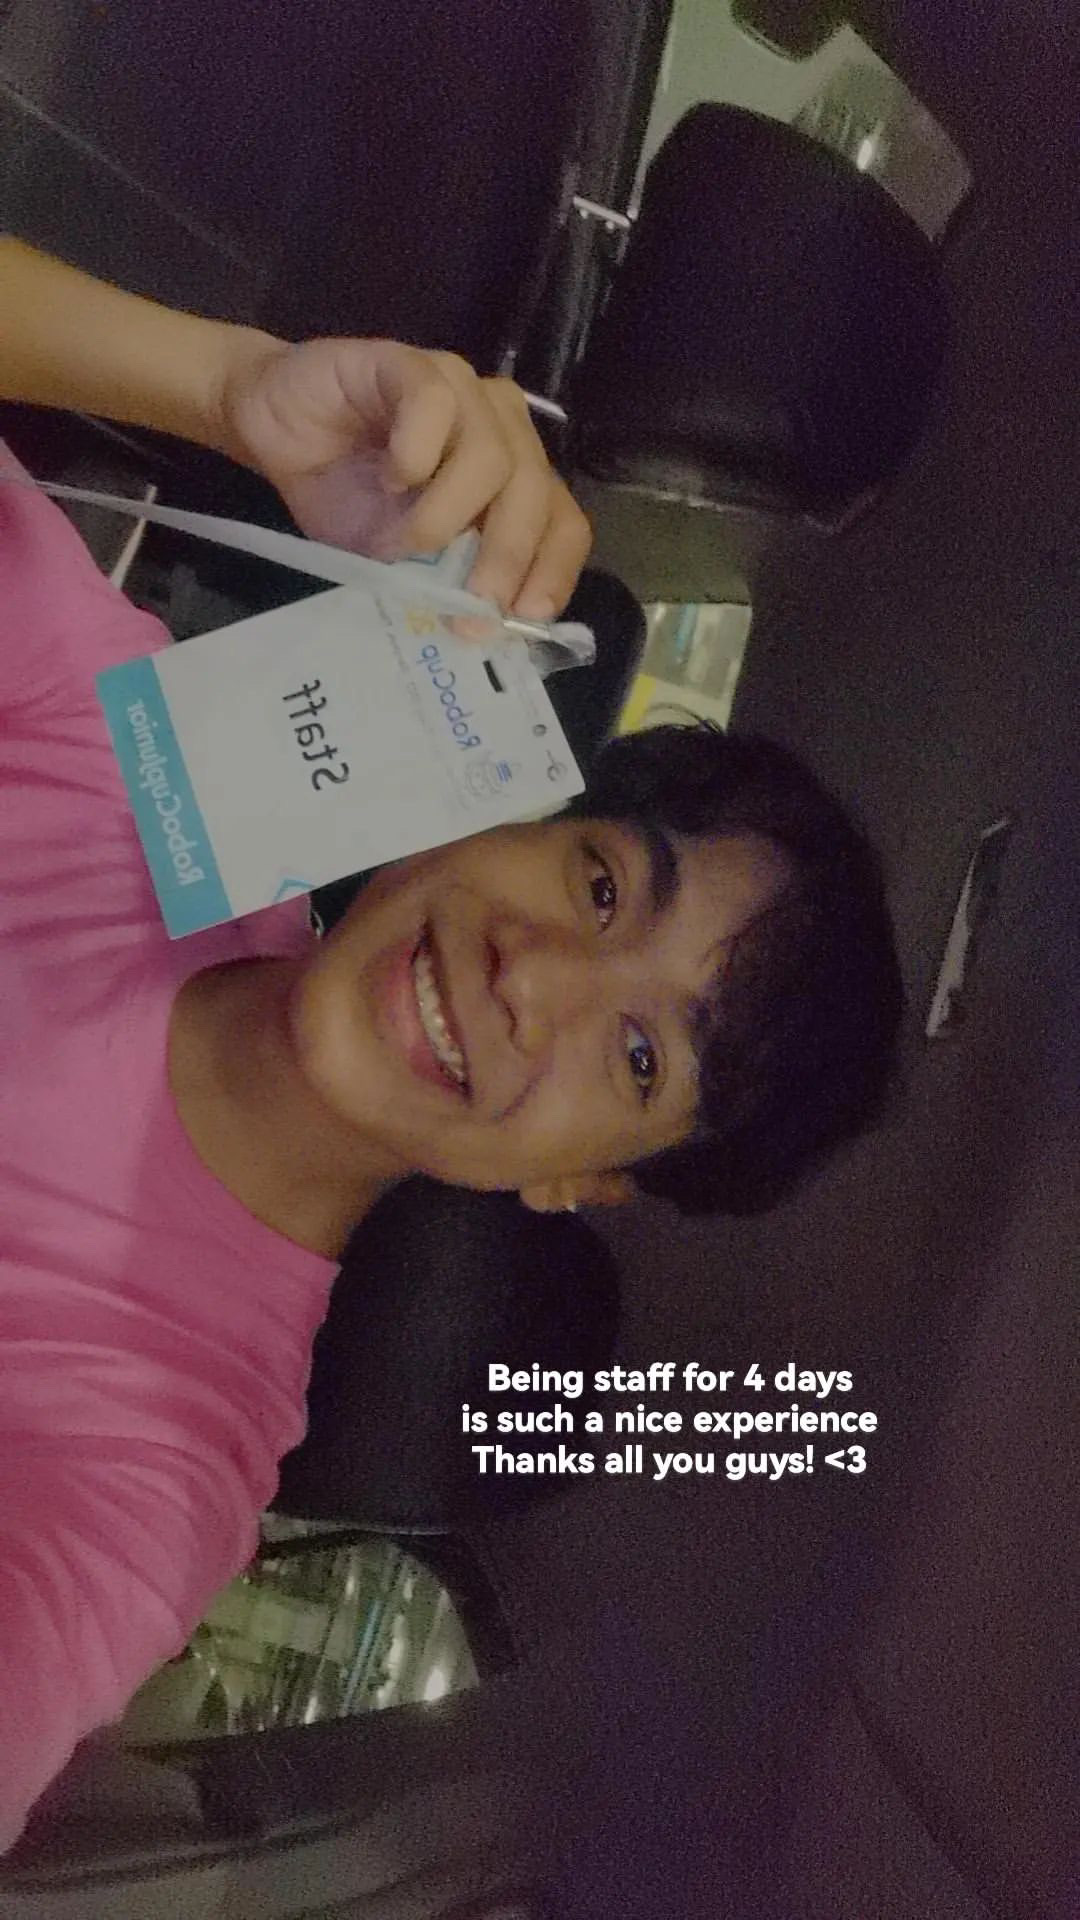 RoboCup
Staff
RoboCupJunior
Being staff for 4 days
is such a nice experience
Thanks all you guys! <3